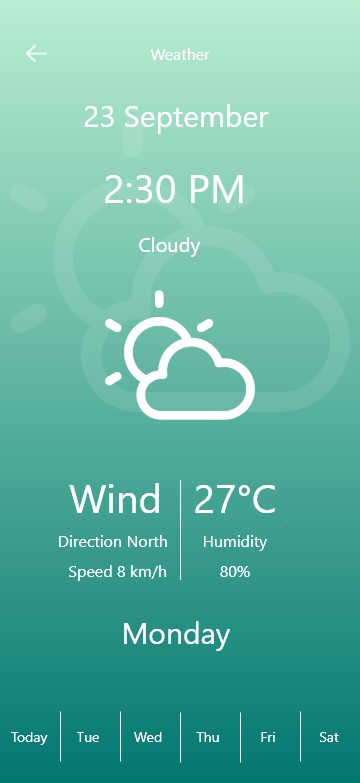 Weather
23 September
2:30 PM
Cloudy
Wind
Direction North
Speed 8 km/h
27°C
Humidity
80%
Monday
Today Tue Wed Thu Fri Sat